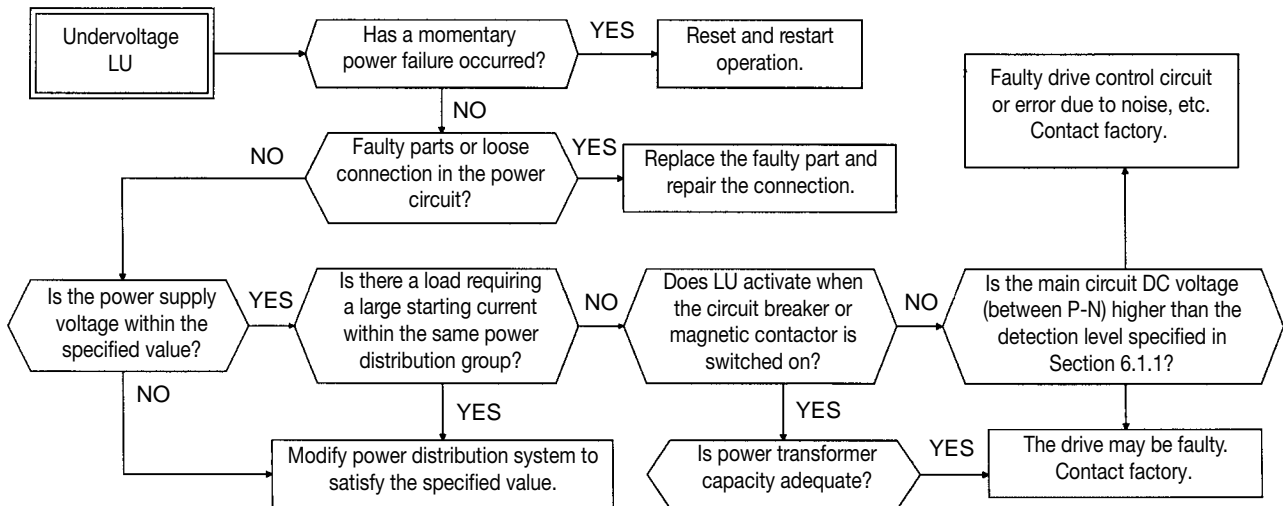 Undervoltage
LU
Has a momentary
power failure occurred?
YES
Reset and restart
operation.
NO
Faulty parts or loose
connection in the power
circuit?
YES
Replace the faulty part and
repair the connection.
NO
Is the power supply
voltage within the
specified value?
YES
Is there a load requiring
a large starting current
within the same power
distribution group?
NO
Does LU activate when
the circuit breaker or
magnetic contactor is
switched on?
NO
Is the main circuit DC voltage
(between P-N) higher than the
detection level specified in
Section 6.1.1?
Faulty drive control circuit
or error due to noise, etc.
Contact factory.
NO
YES
Modify power distribution system to
satisfy the specified value.
YES
Is power transformer
capacity adequate?
YES
The drive may be faulty.
Contact factory.